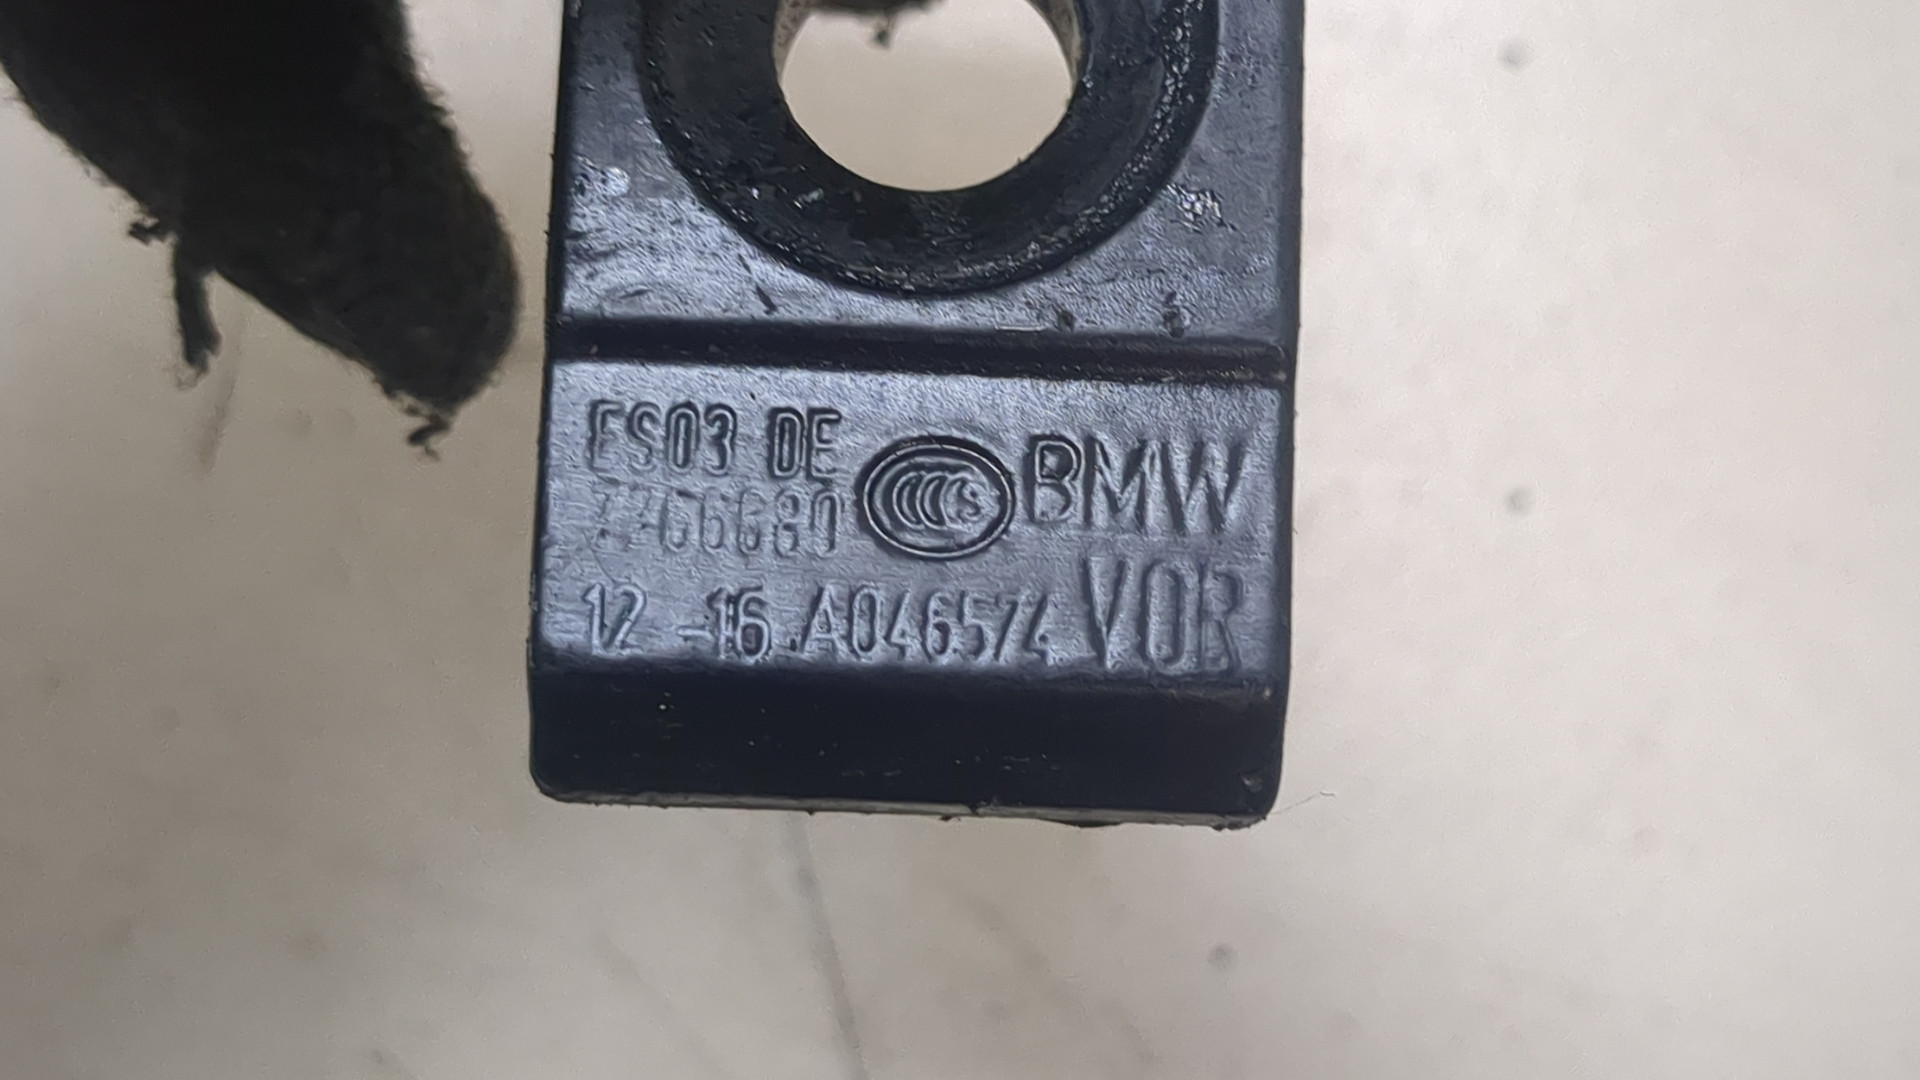 ES03 DE
BMW
12 -16 A046574
VOR